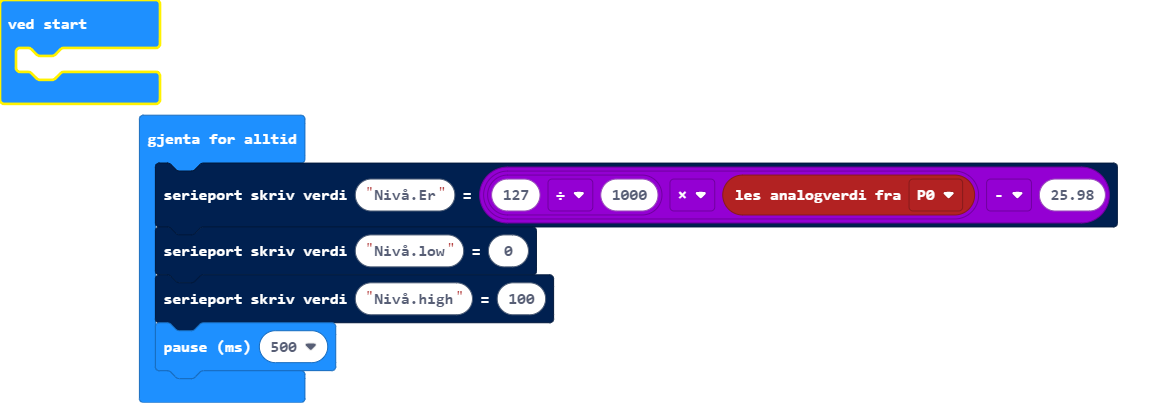 ved start
gjenta for alltid
serieport skriv verdi "Nivå.Er" = 127 ÷ 1000 × les analogverdi fra P0 - 25.98
serieport skriv verdi "Nivå.low" = 0
serieport skriv verdi "Nivå.high" = 100
pause (ms) 500